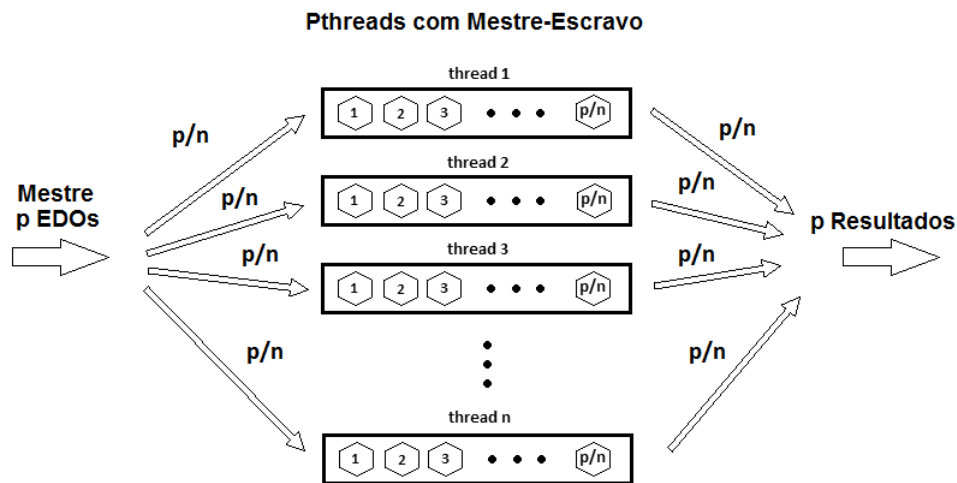 Pthreads com Mestre-Escravo
thread 1
1 2 3 • • • p/n
p/n
p/n
thread 2
p/n
1 2 3 • • • p/n
p/n
Mestre
p EDOs
p Resultados
thread 3
p/n
1 2 3 • • • p/n
p/n
p/n
p/n
thread n
1 2 3 • • • p/n